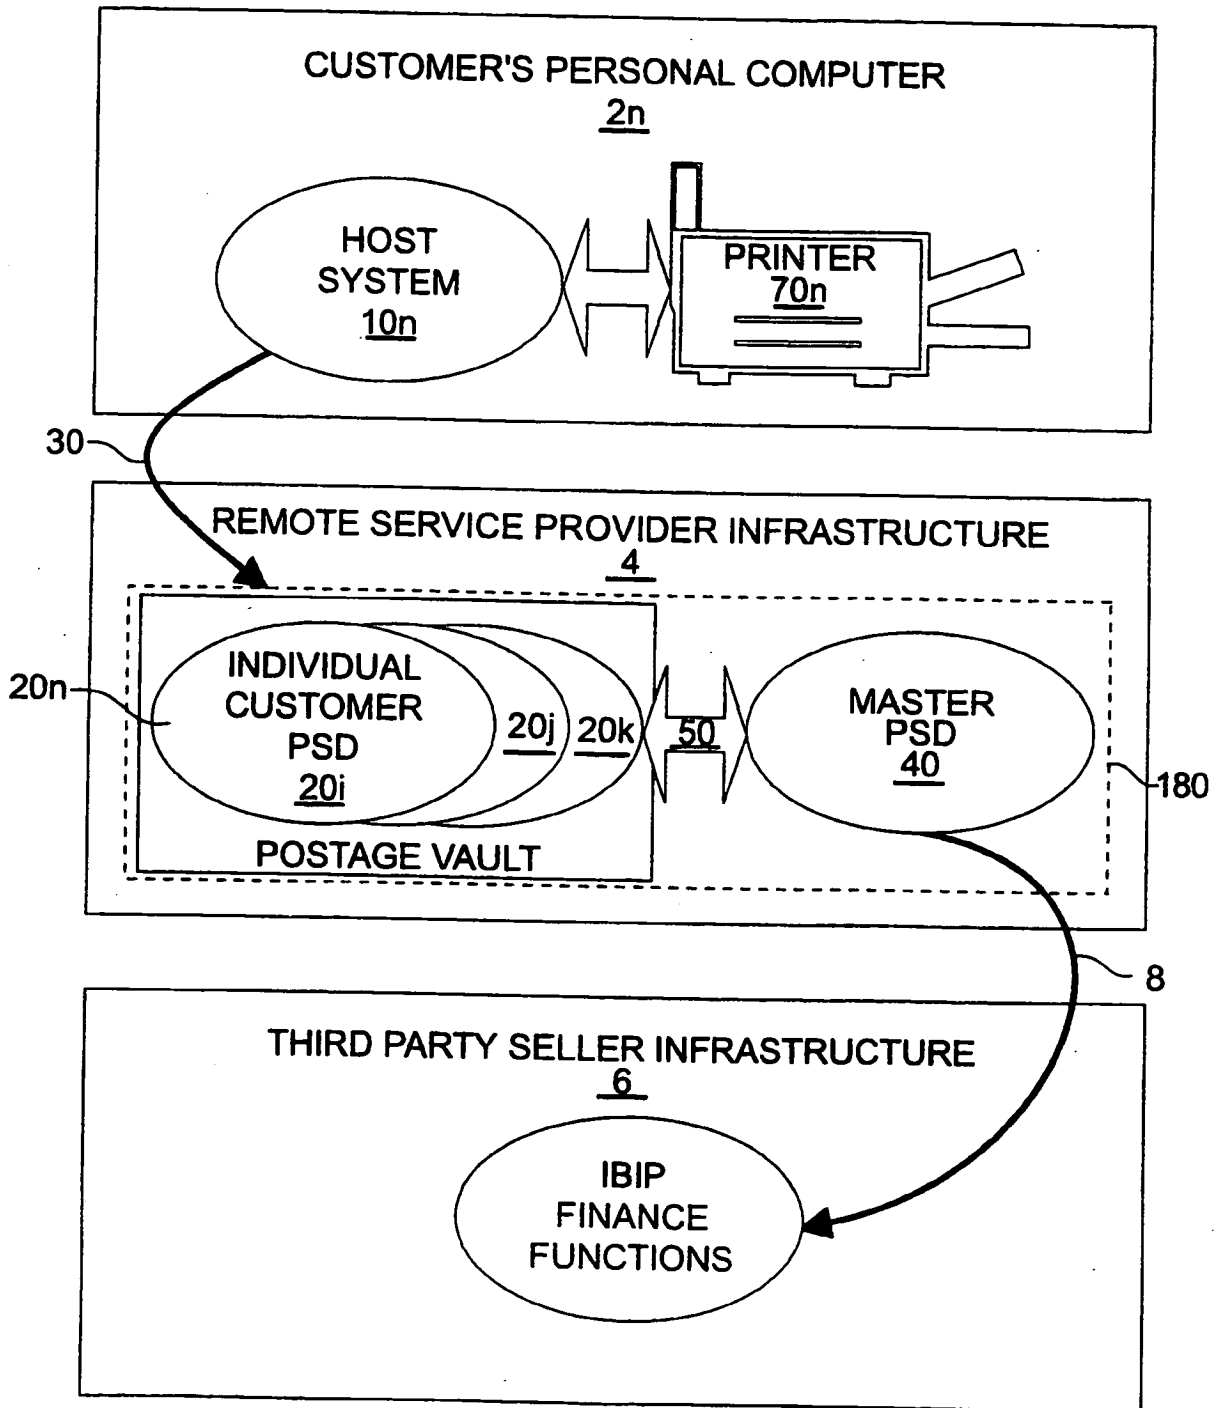 CUSTOMER'S PERSONAL COMPUTER
2n
HOST
SYSTEM
10n
PRINTER
70n
30
REMOTE SERVICE PROVIDER INFRASTRUCTURE
4
20n
INDIVIDUAL
CUSTOMER
PSD
20i
20j
20k
POSTAGE VAULT
50
MASTER
PSD
40
180
8
THIRD PARTY SELLER INFRASTRUCTURE
6
IBIP
FINANCE
FUNCTIONS